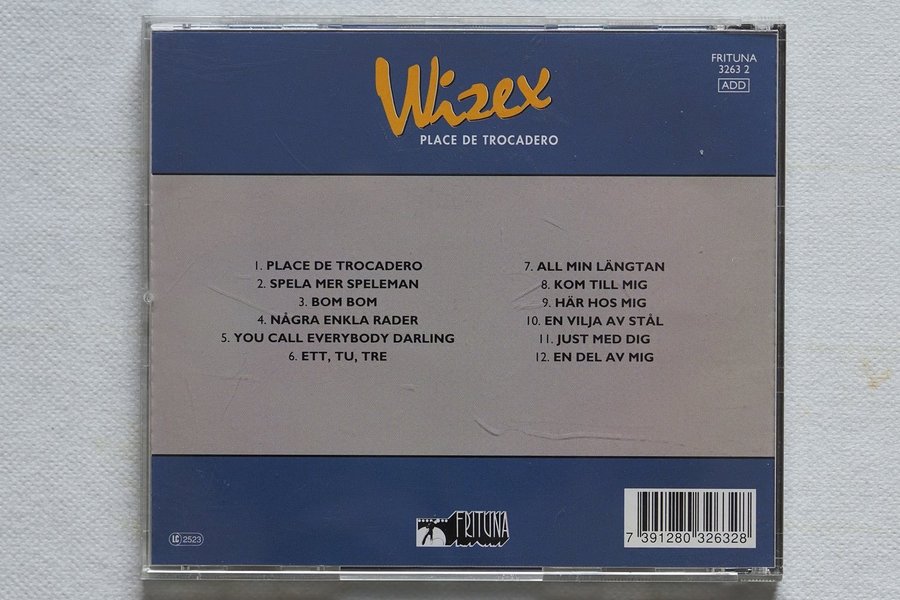 Wizex
PLACE DE TROCADERO
FRITUNA
3263 2
ADD
1. PLACE DE TROCADERO
2. SPELA MER SPELEMAN
3. BOM BOM
4. NÅGRA ENKLA RADER
5. YOU CALL EVERYBODY DARLING
6. ETT, TU, TRE
7. ALL MIN LÄNGTAN
8. KOM TILL MIG
9. HÄR HOS MIG
10. EN VILJA AV STÅL
11. JUST MED DIG
12. EN DEL AV MIG
LC 2523
FRITUNA
7 391280 326328